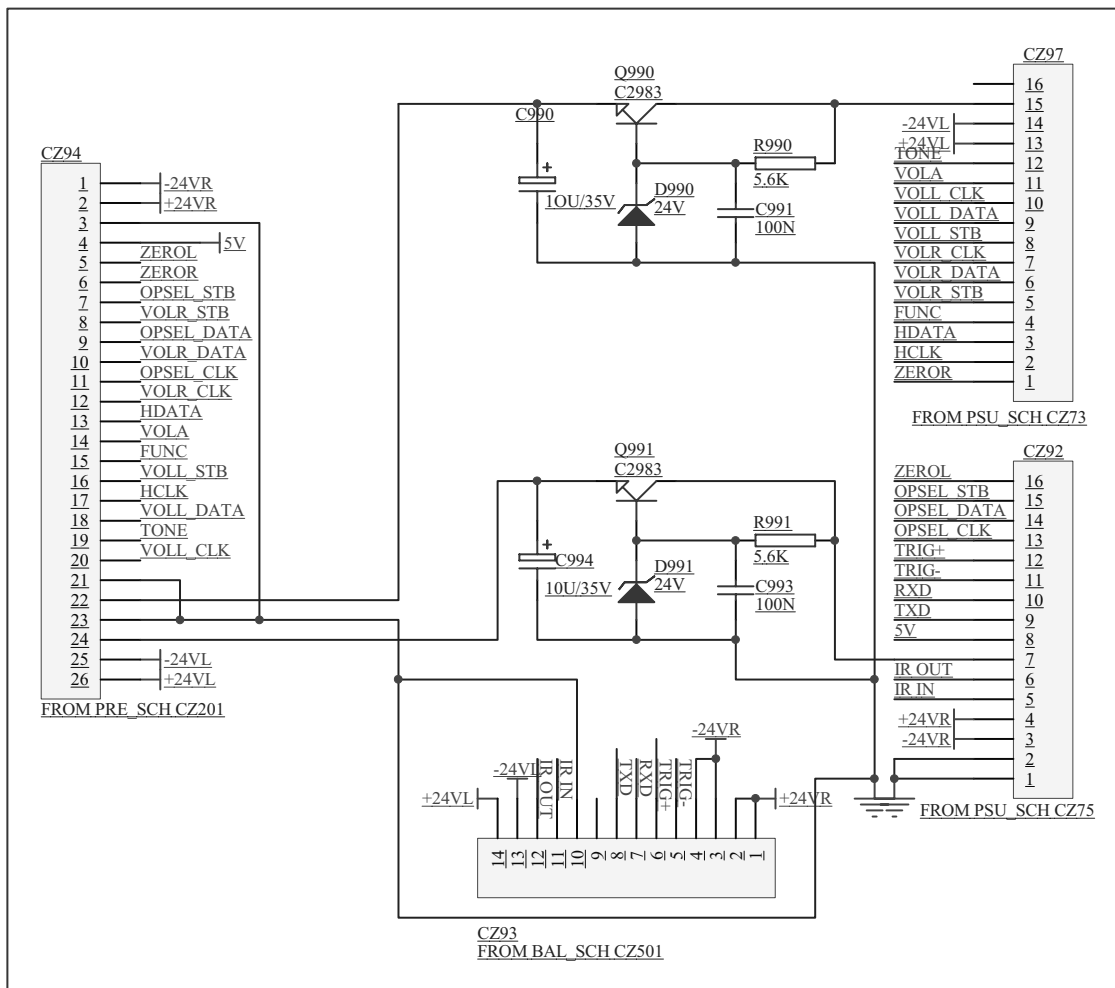 CZ94
1
-24VR
2
+24VR
3
4
5V
5
ZEROL
6
ZEROR
7
OPSEL_STB
8
VOLR_STB
9
OPSEL_DATA
10
VOLR_DATA
11
OPSEL_CLK
12
VOLR_CLK
13
HDATA
14
VOLA
15
FUNC
16
VOLL_STB
17
HCLK
18
VOLL_DATA
19
TONE
20
VOLL_CLK
21
22
23
24
25
-24VL
26
+24VL
FROM PRE_SCH CZ201
Q990
C2983
C990
1OU/35V
D990
24V
R990
5.6K
C991
100N
Q991
C2983
C994
10U/35V
D991
24V
R991
5.6K
C993
100N
CZ97
16
15
-24VL
14
+24VL
13
TONE
12
VOLA
11
VOLL_CLK
10
VOLL_DATA
9
VOLL_STB
8
VOLR_CLK
7
VOLR_DATA
6
VOLR_STB
5
FUNC
4
HDATA
3
HCLK
2
ZEROR
1
FROM PSU_SCH CZ73
CZ92
ZEROL
16
OPSEL_STB
15
OPSEL_DATA
14
OPSEL_CLK
13
TRIG+
12
TRIG-
11
RXD
10
TXD
9
5V
8
7
IR OUT
6
IR IN
5
+24VR
4
-24VR
3
2
1
FROM PSU_SCH CZ75
+24VL
-24VL
IR OUT
IR IN
TXD
RXD
TRIG+
TRIG-
-24VR
+24VR
14
13
12
11
10
9
8
7
6
5
4
3
2
1
CZ93
FROM BAL_SCH CZ501